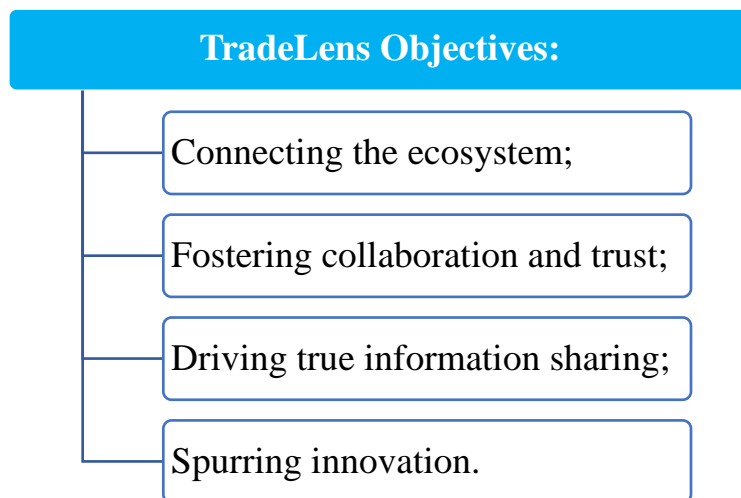 TradeLens Objectives:
Connecting the ecosystem;
Fostering collaboration and trust;
Driving true information sharing;
Spurring innovation.